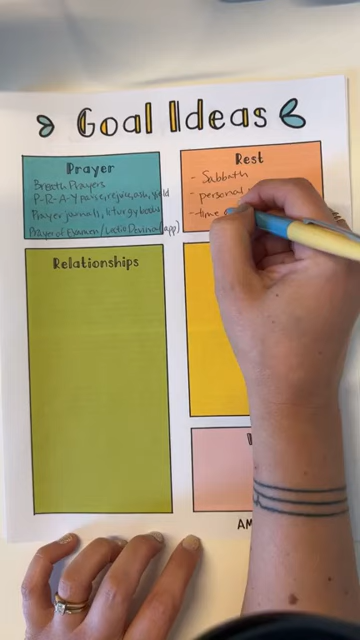 Goal Ideas
Prayer
Breath Prayers
P-R-A-Y pause, rejoice, ask, yield
Prayer journals, liturgy books
Prayer of Examen/Lectio Divina (app)
Rest
- Sabbath
- personal
- time
Relationships
AM